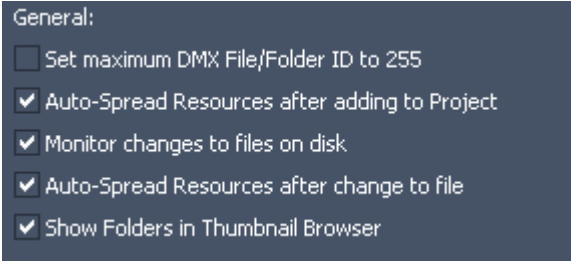 General:
Set maximum DMX File/Folder ID to 255
Auto-Spread Resources after adding to Project
Monitor changes to files on disk
Auto-Spread Resources after change to file
Show Folders in Thumbnail Browser